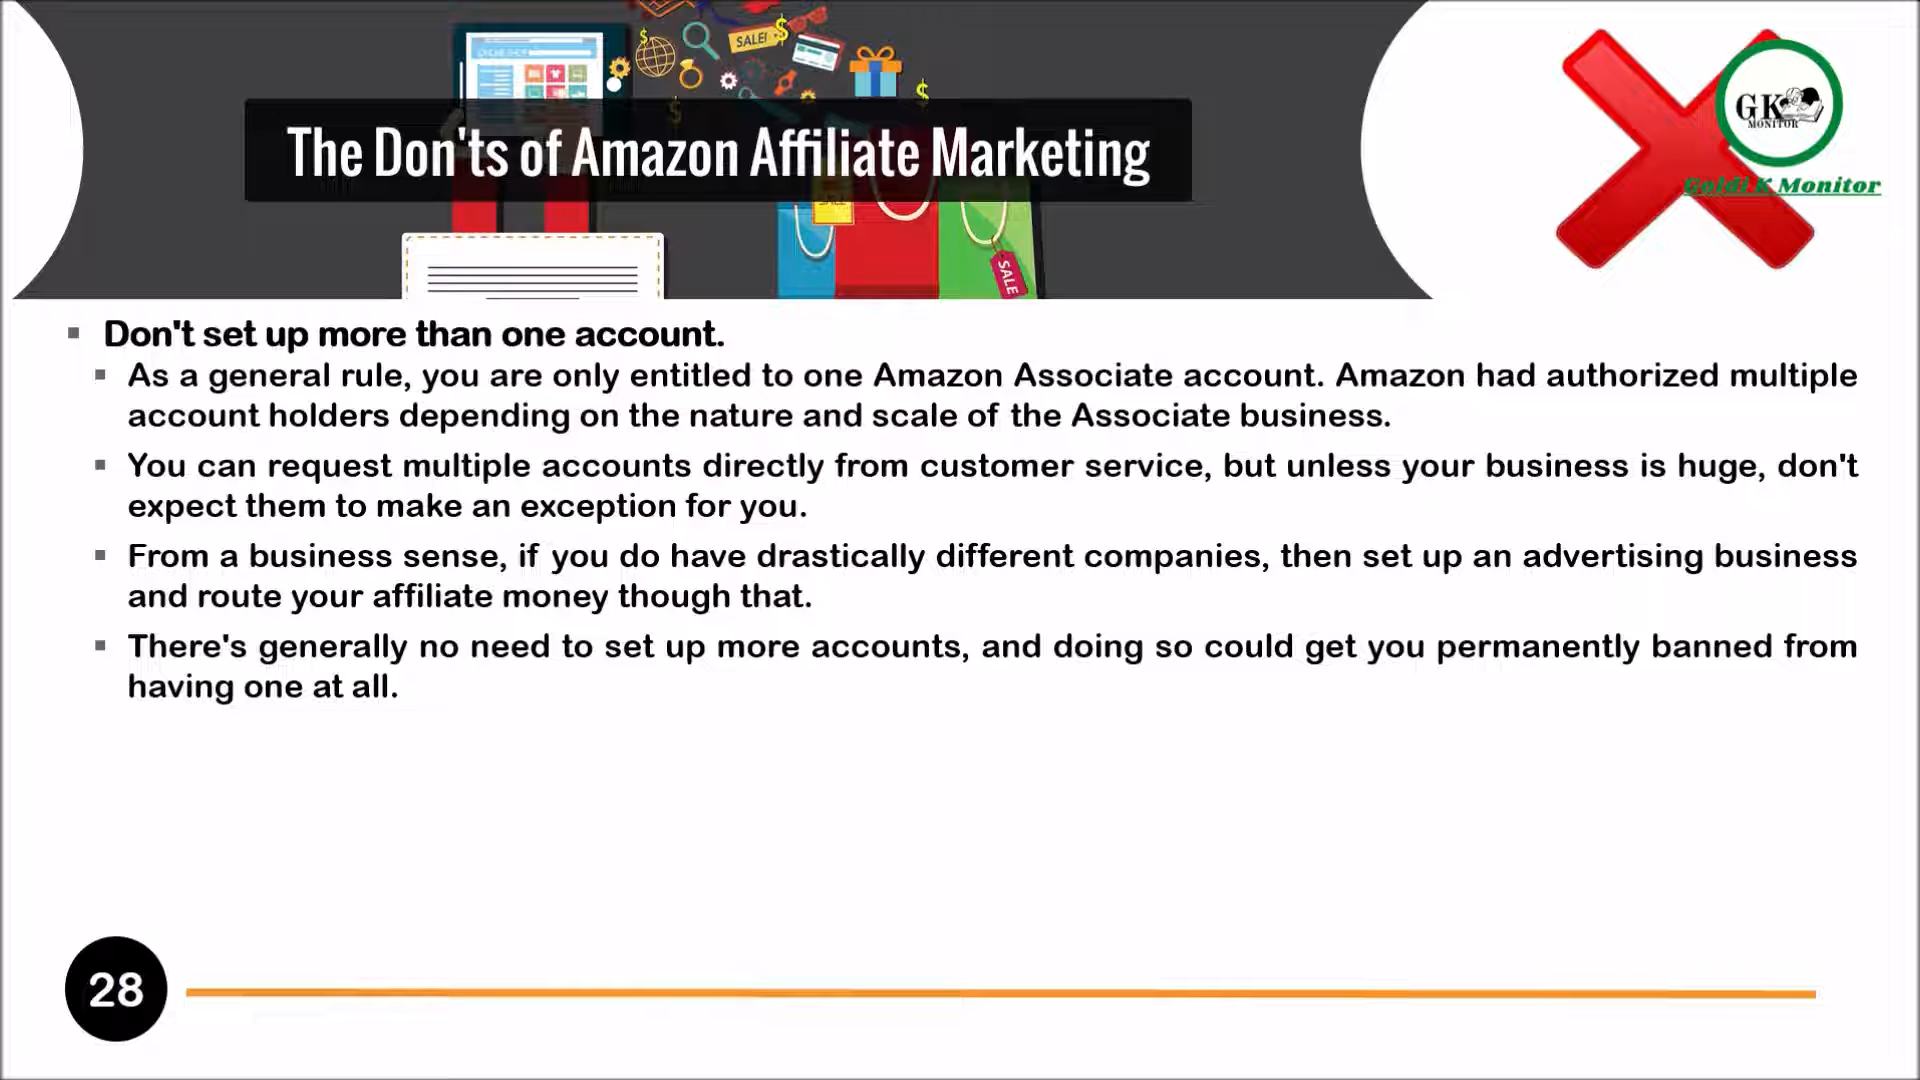 ONLINE SHOP
SALE!
The Don'ts of Amazon Affiliate Marketing
GK
MONITOR
Goldi K Monitor
SALE
SALE
Don't set up more than one account.
As a general rule, you are only entitled to one Amazon Associate account. Amazon had authorized multiple
account holders depending on the nature and scale of the Associate business.
You can request multiple accounts directly from customer service, but unless your business is huge, don't
expect them to make an exception for you.
From a business sense, if you do have drastically different companies, then set up an advertising business
and route your affiliate money though that.
There's generally no need to set up more accounts, and doing so could get you permanently banned from
having one at all.
28